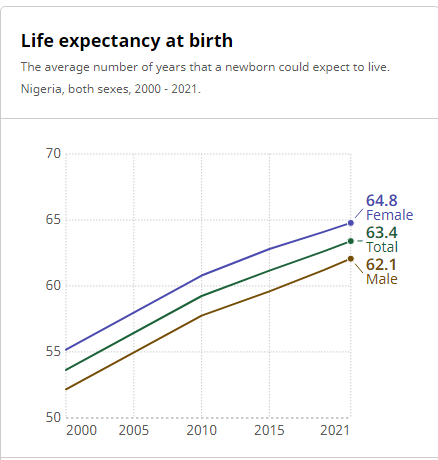 Life expectancy at birth
The average number of years that a newborn could expect to live.
Nigeria, both sexes, 2000 - 2021.
70
65
60
55
50
64.8
Female
63.4
Total
62.1
Male
2000 2005 2010 2015 2021